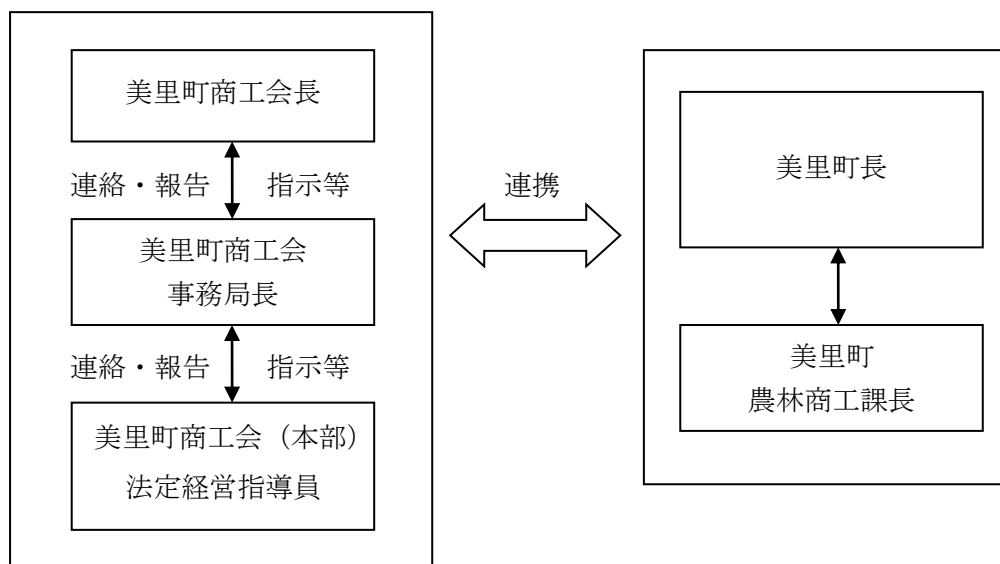 美里町商工会長
連絡・報告 指示等
美里町商工会
事務局長
連絡・報告 指示等
美里町商工会（本部）
法定経営指導員
連携
美里町長
美里町
農林商工課長